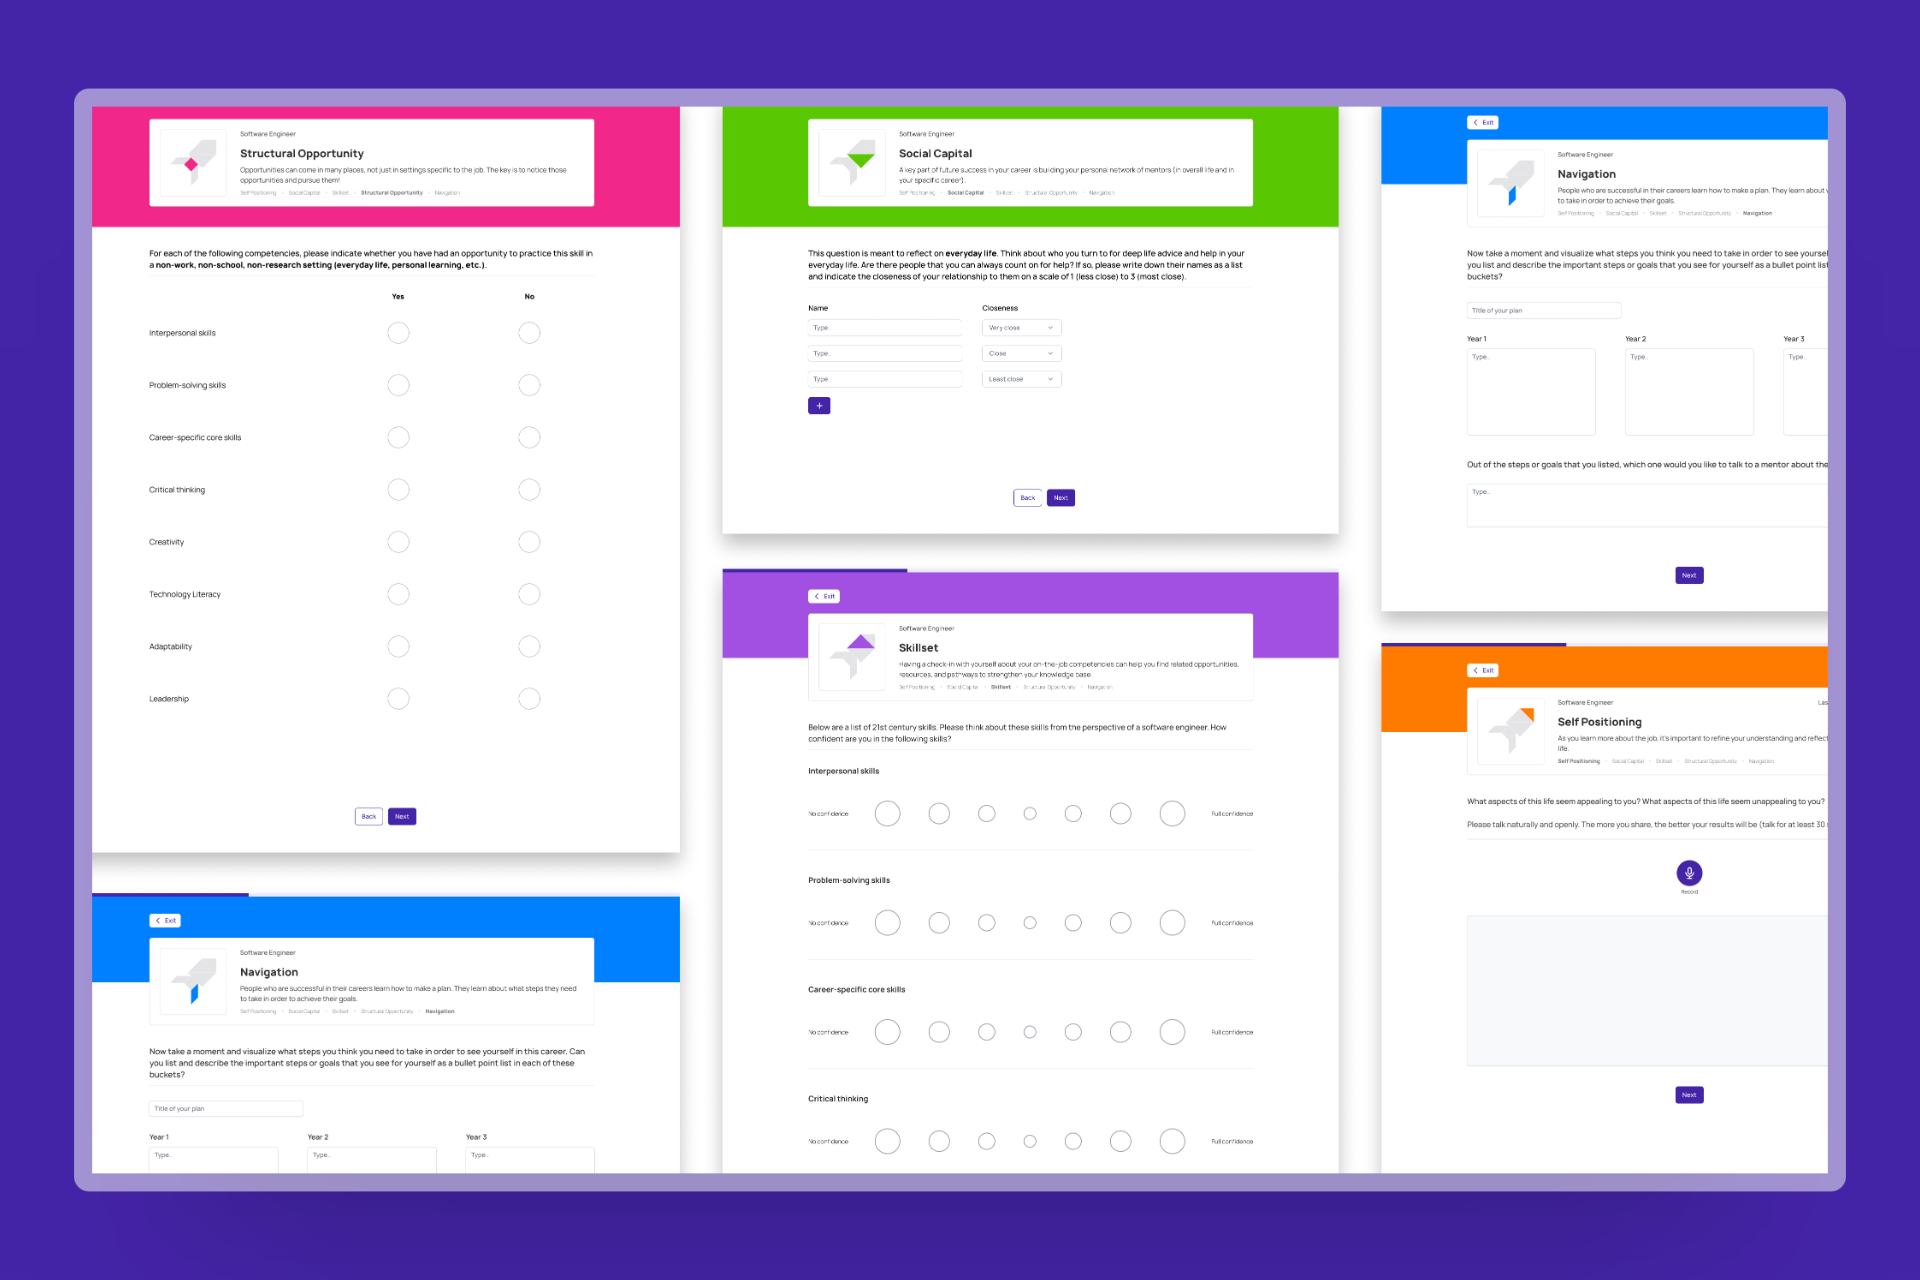 Software Engineer
Structural Opportunity
Opportunities can come in many places, not just in settings specific to the job. The key is to notice those
opportunities and pursue them!
Self Positioning · Social Capital · Skillset · Structural Opportunity · Navigation
For each of the following competencies, please indicate whether you have had an opportunity to practice this skill in
a non-work, non-school, non-research setting (everyday life, personal learning, etc.).
Yes No
Interpersonal skills
Problem-solving skills
Career-specific core skills
Critical thinking
Creativity
Technology Literacy
Adaptability
Leadership
Back Next
Exit
Software Engineer
Navigation
People who are successful in their careers learn how to make a plan. They learn about what steps they need
to take in order to achieve their goals.
Self Positioning · Social Capital · Skillset · Structural Opportunity · Navigation
Now take a moment and visualize what steps you think you need to take in order to see yourself in this career. Can
you list and describe the important steps or goals that you see for yourself as a bullet point list in each of these
buckets?
Title of your plan
Year 1 Year 2 Year 3
Type.. Type.. Type..
Software Engineer
Social Capital
A key part of future success in your career is building your personal network of mentors (in overall life and in
your specific career).
Self Positioning · Social Capital · Skillset · Structural Opportunity · Navigation
This question is meant to reflect on everyday life. Think about who you turn to for deep life advice and help in your
everyday life. Are there people that you can always count on for help? If so, please write down their names as a list
and indicate the closeness of your relationship to them on a scale of 1 (less close) to 3 (most close).
Name Closeness
Type. Very close
Type. Close
Type. Least close
+
Back Next
Exit
Software Engineer
Skillset
Having a check-in with yourself about your on-the-job competencies can help you find related opportunities,
resources, and pathways to strengthen your knowledge base.
Self Positioning · Social Capital · Skillset · Structural Opportunity · Navigation
Below are a list of 21st century skills. Please think about these skills from the perspective of a software engineer. How
confident are you in the following skills?
Interpersonal skills
No confidence Full confidence
Problem-solving skills
No confidence Full confidence
Career-specific core skills
No confidence Full confidence
Critical thinking
No confidence Full confidence
Exit
Software Engineer
Navigation
People who are successful in their careers learn how to make a plan. They learn about
to take in order to achieve their goals.
Self Positioning · Social Capital · Skillset · Structural Opportunity · Navigation
Now take a moment and visualize what steps you think you need to take in order to see yoursel
you list and describe the important steps or goals that you see for yourself as a bullet point list
buckets?
Title of your plan
Year 1 Year 2 Year 3
Type.. Type.. Type..
Out of the steps or goals that you listed, which one would you like to talk to a mentor about the
Type..
Next
Exit
Software Engineer Las
Self Positioning
As you learn more about the job, it's important to refine your understanding and reflect
life.
Self Positioning · Social Capital · Skillset · Structural Opportunity · Navigation
What aspects of this life seem appealing to you? What aspects of this life seem unappealing to you?
Please talk naturally and openly. The more you share, the better your results will be (talk for at least 30
Record
Next